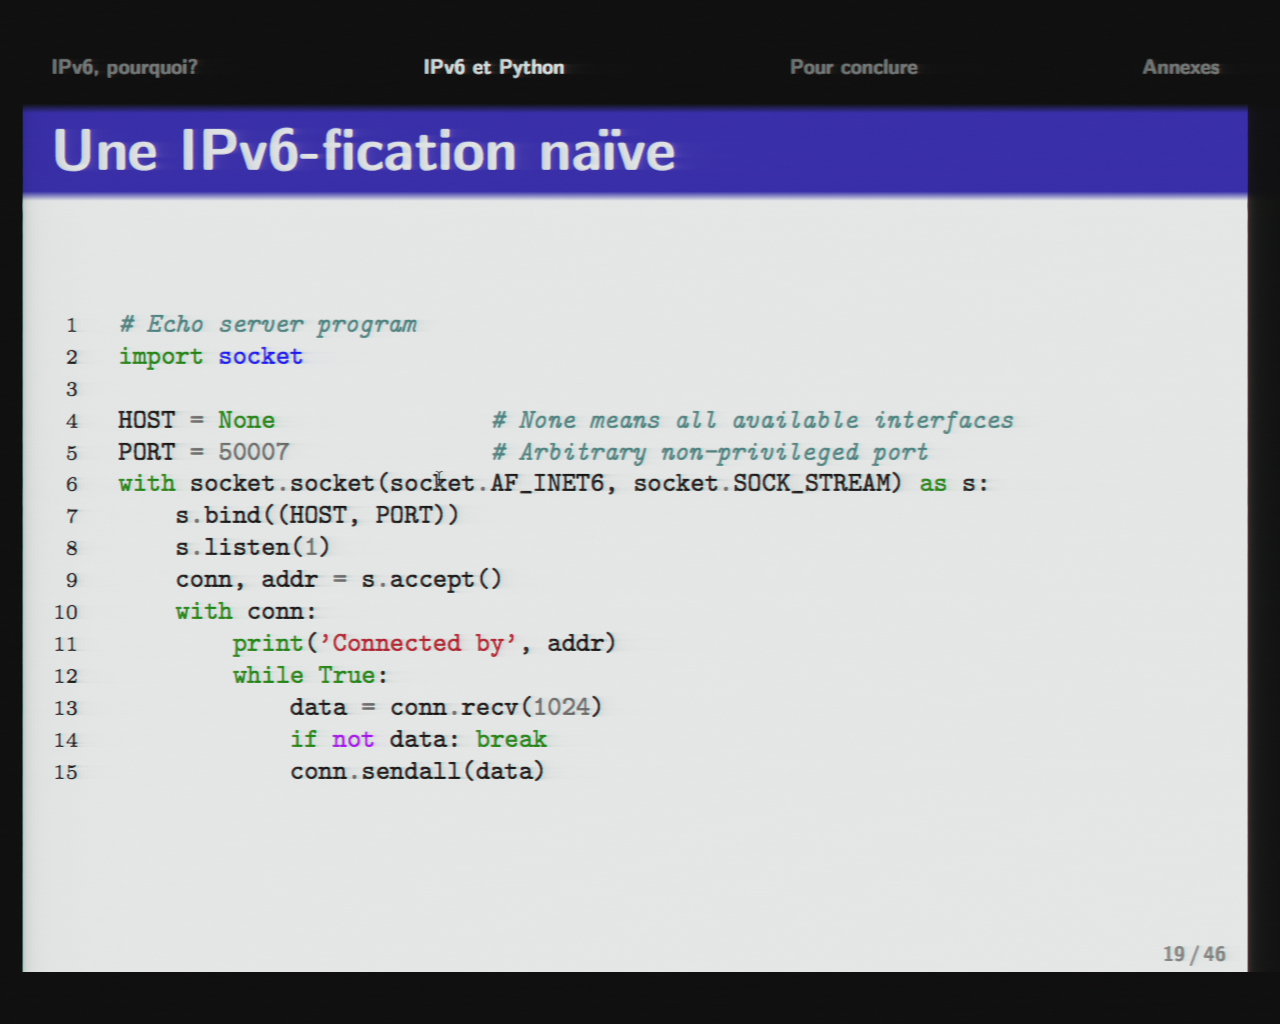 IPv6, pourquoi? IPv6 et Python Pour conclure Annexes
Une IPv6-fication naïve
1 # Echo server program
2 import socket
3
4 HOST = None # None means all available interfaces
5 PORT = 50007 # Arbitrary non-privileged port
6 with socket.socket(socket.AF_INET6, socket.SOCK_STREAM) as s:
7 s.bind((HOST, PORT))
8 s.listen(1)
9 conn, addr = s.accept()
10 with conn:
11 print('Connected by', addr)
12 while True:
13 data = conn.recv(1024)
14 if not data: break
15 conn.sendall(data)
19 / 46